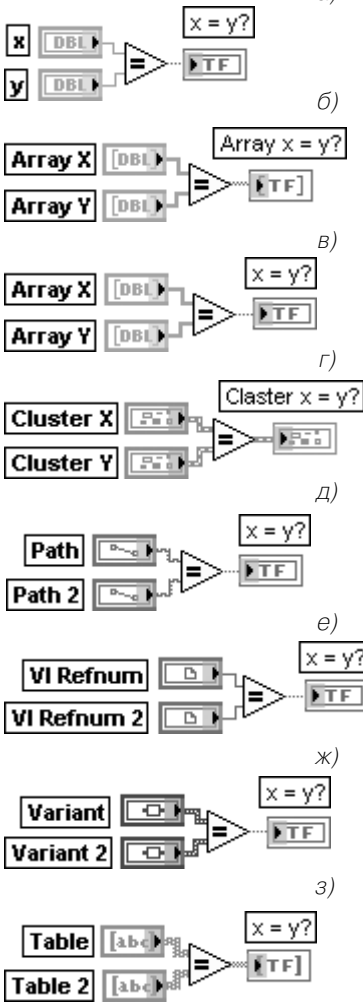 x = y?
x DBL TF
y DBL
б)
Array x = y?
Array X [DBL] [TF]
Array Y [DBL]
в)
x = y?
Array X [DBL] TF
Array Y [DBL]
г)
Claster x = y?
Cluster X
Cluster Y
д)
x = y?
Path TF
Path 2
е)
x = y?
VI Refnum TF
VI Refnum 2
ж)
x = y?
Variant TF
Variant 2
з)
x = y?
Table [abc] [TF]
Table 2 [abc]